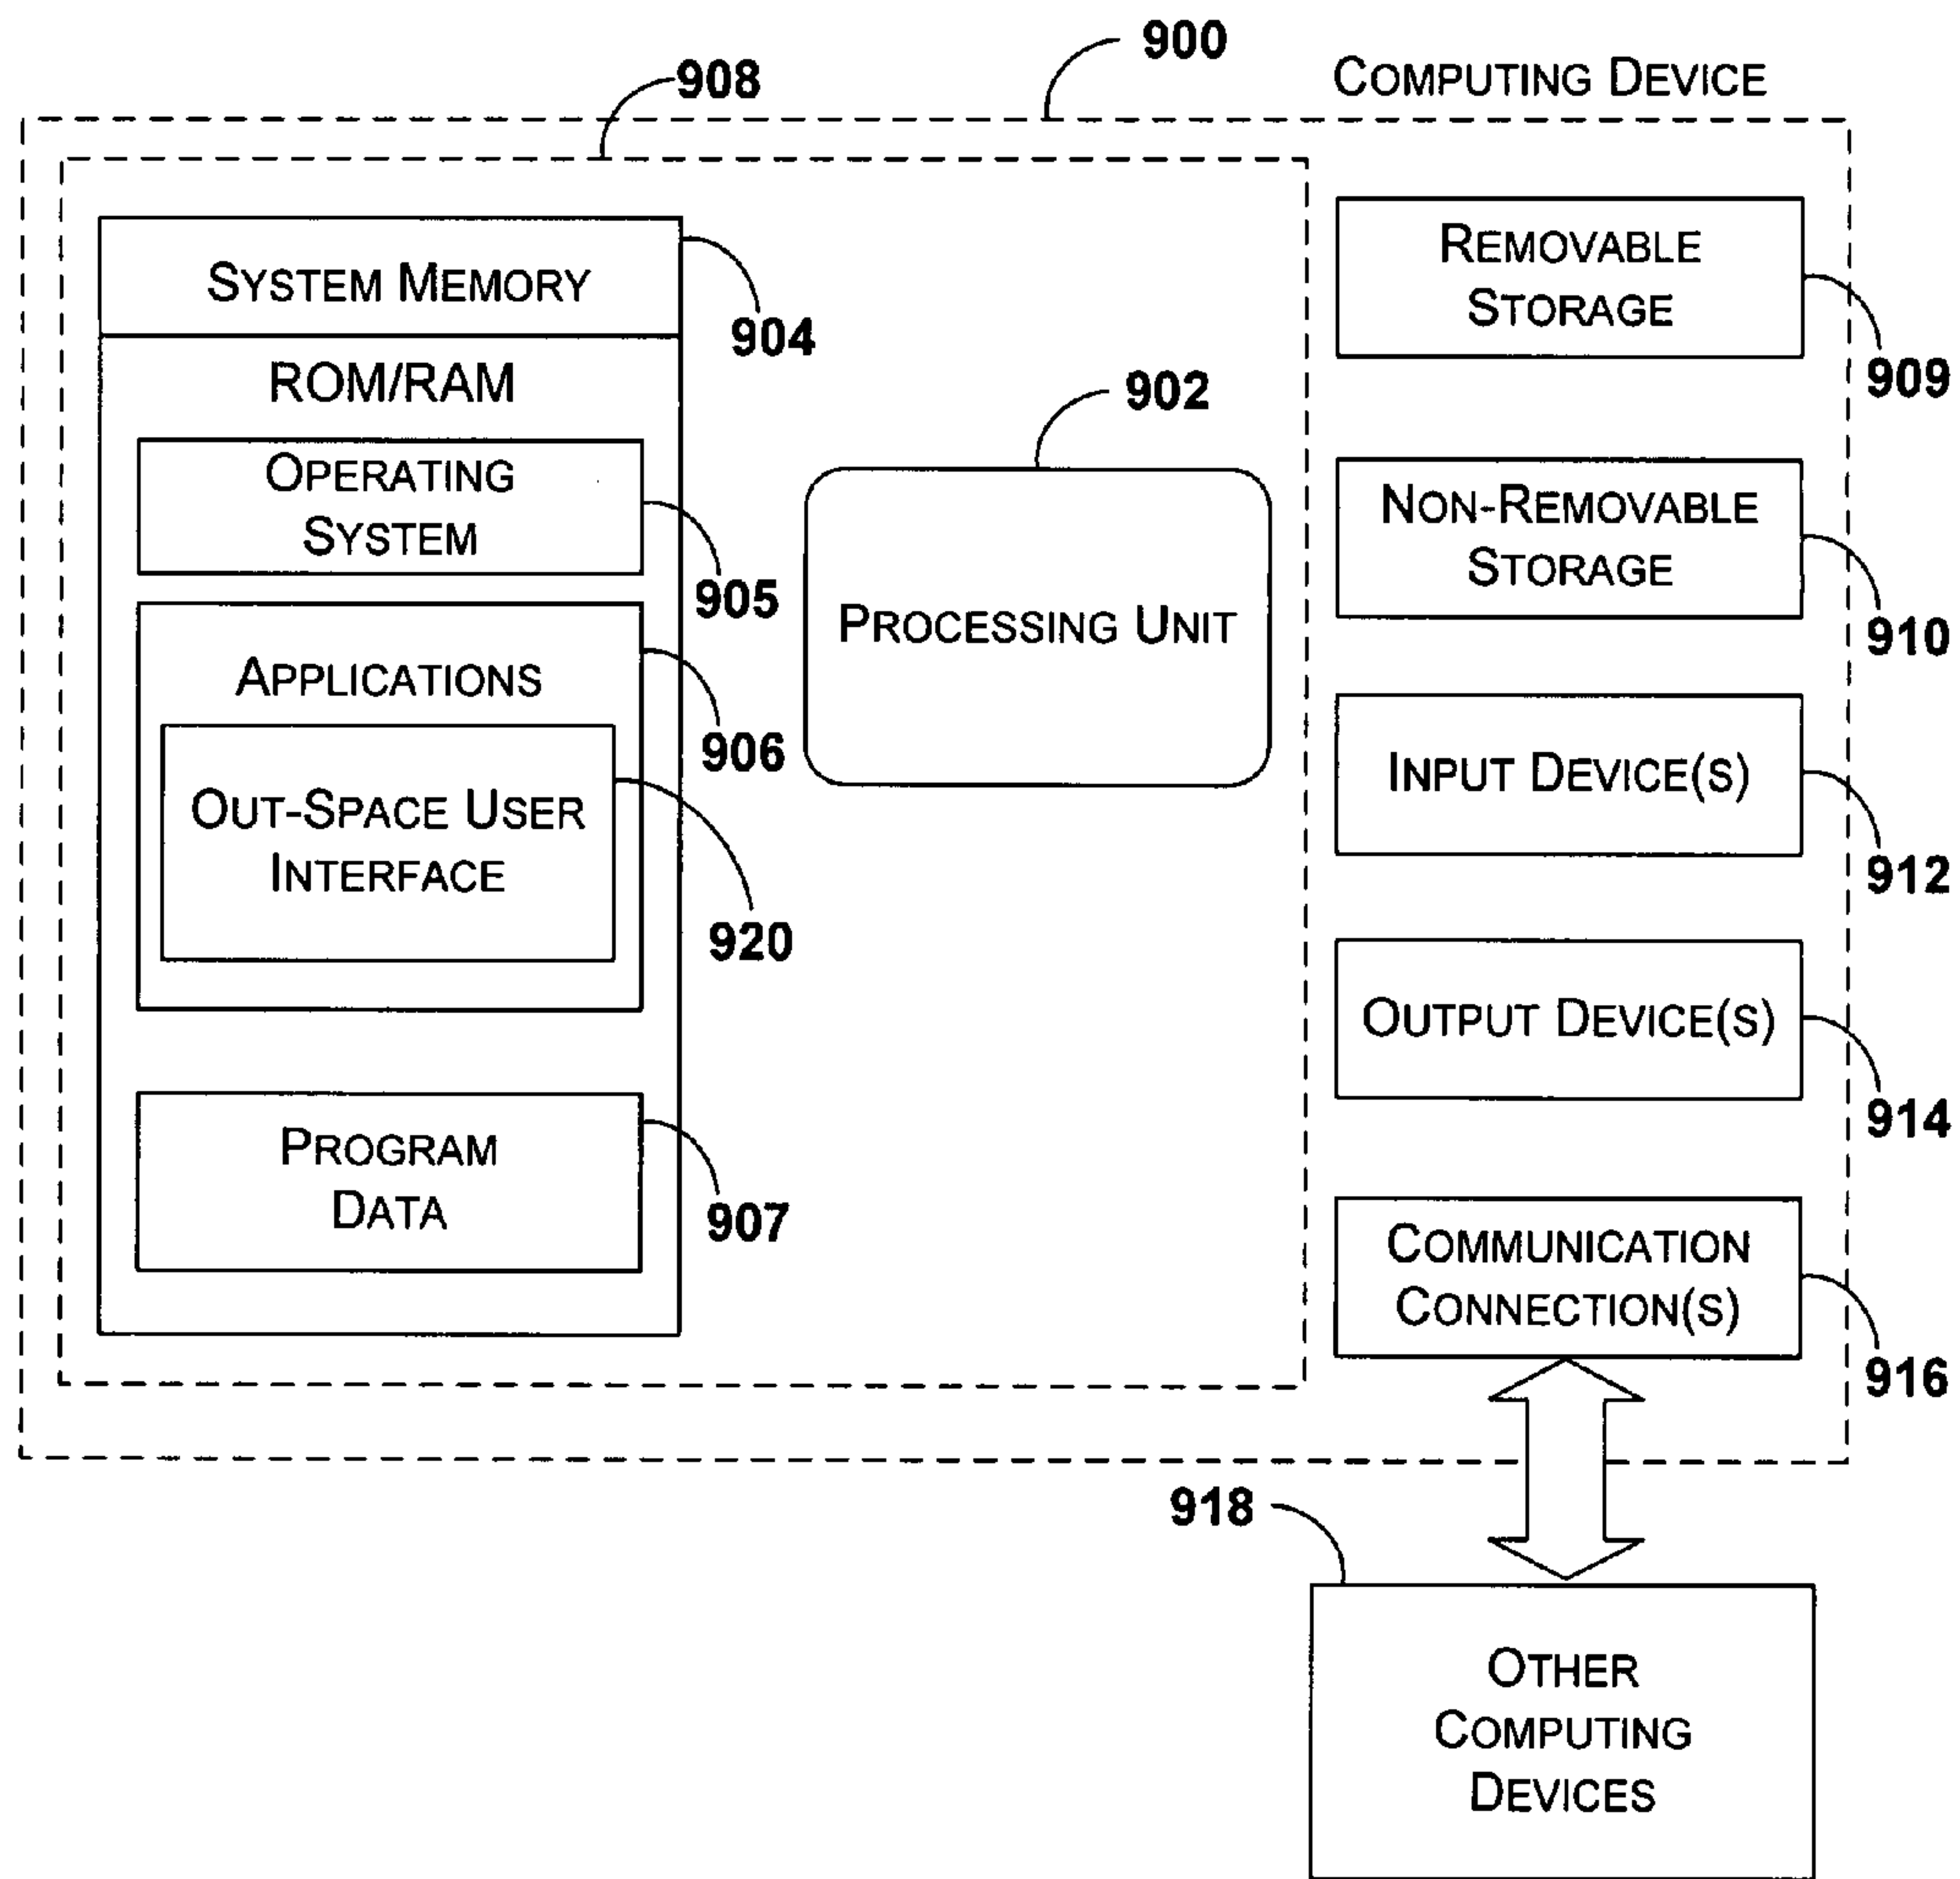 900
COMPUTING DEVICE
908
SYSTEM MEMORY
904
ROM/RAM
OPERATING
SYSTEM
905
APPLICATIONS
906
OUT-SPACE USER
INTERFACE
920
PROGRAM
DATA
907
902
PROCESSING UNIT
REMOVABLE
STORAGE
909
NON-REMOVABLE
STORAGE
910
INPUT DEVICE(S)
912
OUTPUT DEVICE(S)
914
COMMUNICATION
CONNECTION(S)
916
918
OTHER
COMPUTING
DEVICES